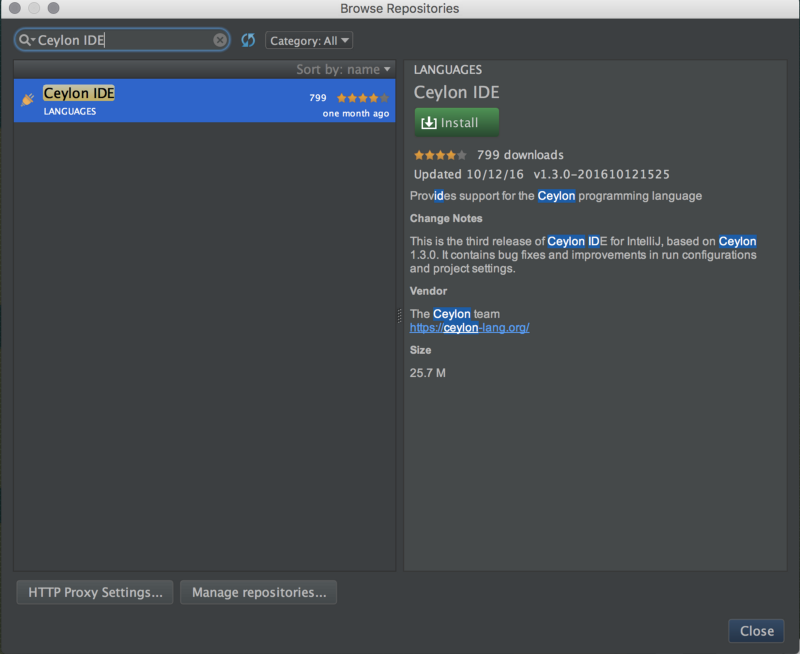 Browse Repositories
Ceylon IDE
Category: All
Sort by: name
Ceylon IDE
799
LANGUAGES
one month ago
LANGUAGES
Ceylon IDE
Install
799 downloads
Updated 10/12/16 v1.3.0-201610121525
Provides support for the Ceylon programming language
Change Notes
This is the third release of Ceylon IDE for IntelliJ, based on Ceylon
1.3.0. It contains bug fixes and improvements in run configurations
and project settings.
Vendor
The Ceylon team
https://ceylon-lang.org/
Size
25.7 M
HTTP Proxy Settings...
Manage repositories...
Close